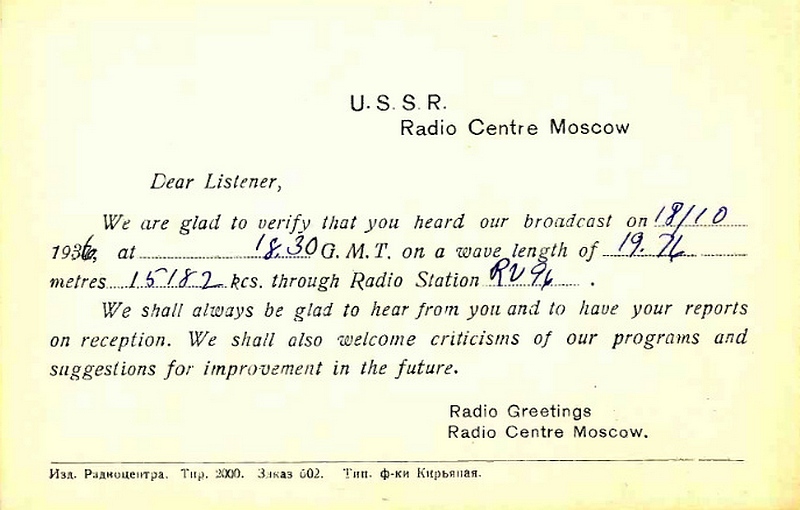 U.S.S.R.
Radio Centre Moscow
Dear Listener,
We are glad to verify that you heard our broadcast on 18/10
1936, at 18.30 G.M.T. on a wave length of 19.76
metres 15182 kcs. through Radio Station RV96.
We shall always be glad to hear from you and to have your reports
on reception. We shall also welcome criticisms of our programs and
suggestions for improvement in the future.
Radio Greetings
Radio Centre Moscow.
Изд. Радиоцентра. Тир. 2000. Заказ 602. Тип. ф-ки Кирьяпая.